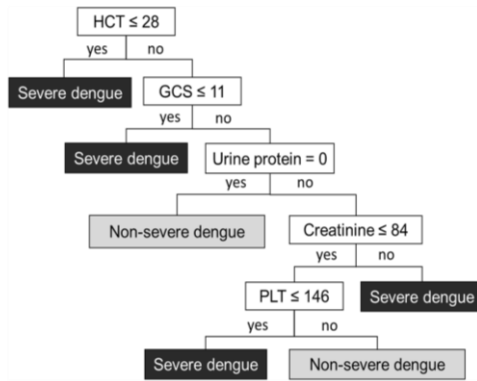 HCT ≤ 28
yes no
Severe dengue GCS ≤ 11
yes no
Severe dengue Urine protein = 0
yes no
Non-severe dengue Creatinine ≤ 84
yes no
PLT ≤ 146 Severe dengue
yes no
Severe dengue Non-severe dengue